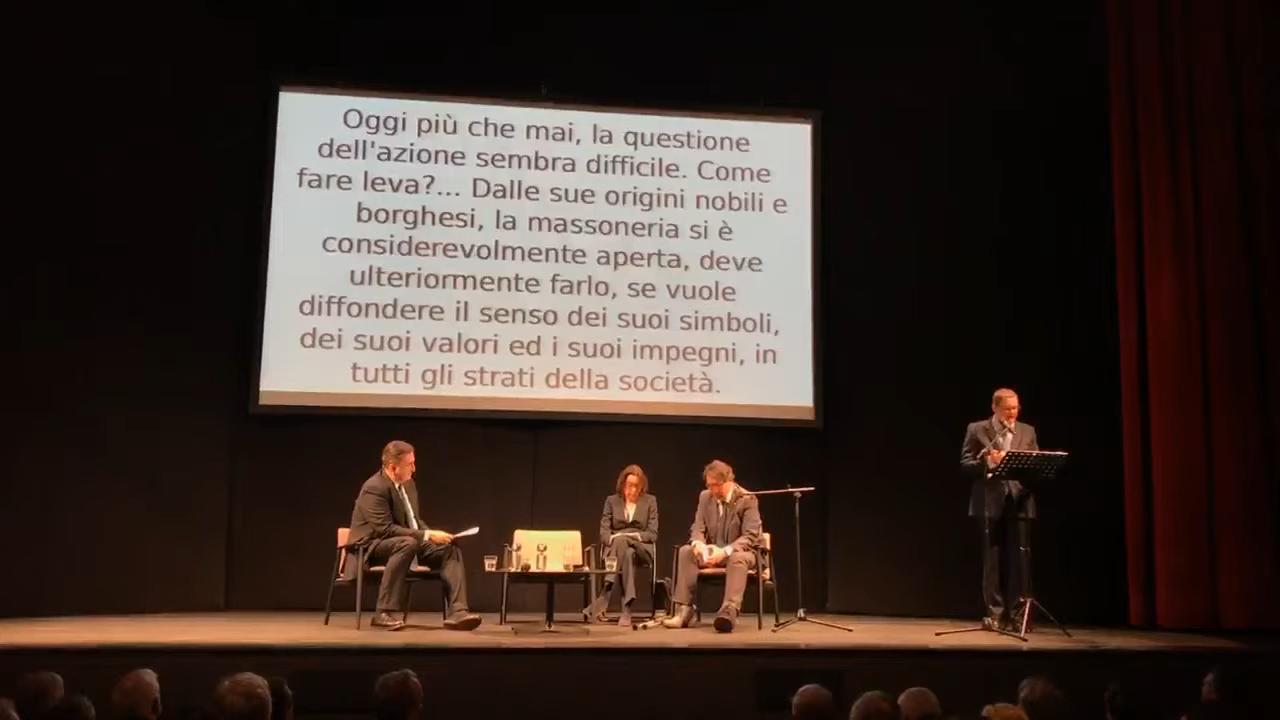 Oggi più che mai, la questione
dell'azione sembra difficile. Come
fare leva?... Dalle sue origini nobili e
borghesi, la massoneria si è
considerevolmente aperta, deve
ulteriormente farlo, se vuole
diffondere il senso dei suoi simboli,
dei suoi valori ed i suoi impegni, in
tutti gli strati della società.